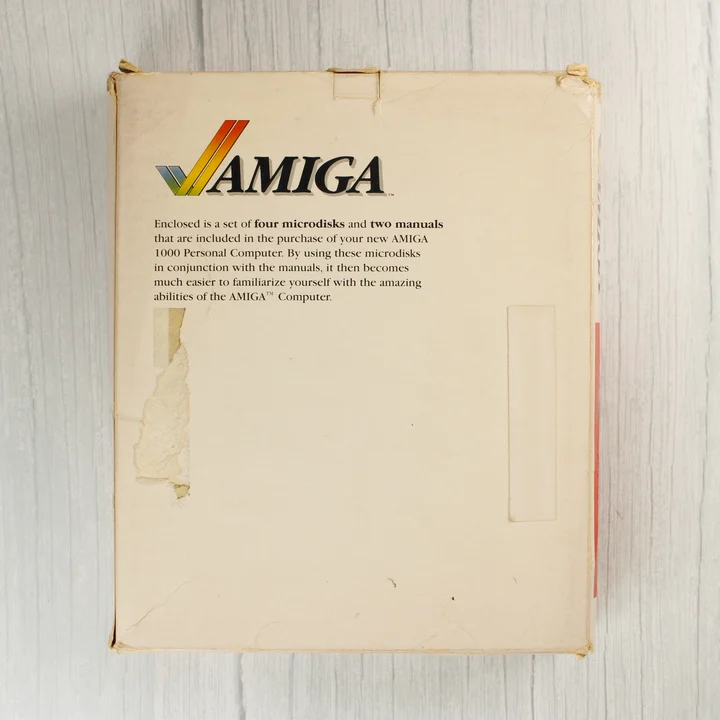 AMIGA™
Enclosed is a set of four microdisks and two manuals
that are included in the purchase of your new AMIGA
1000 Personal Computer. By using these microdisks
in conjunction with the manuals, it then becomes
much easier to familiarize yourself with the amazing
abilities of the AMIGA™ Computer.